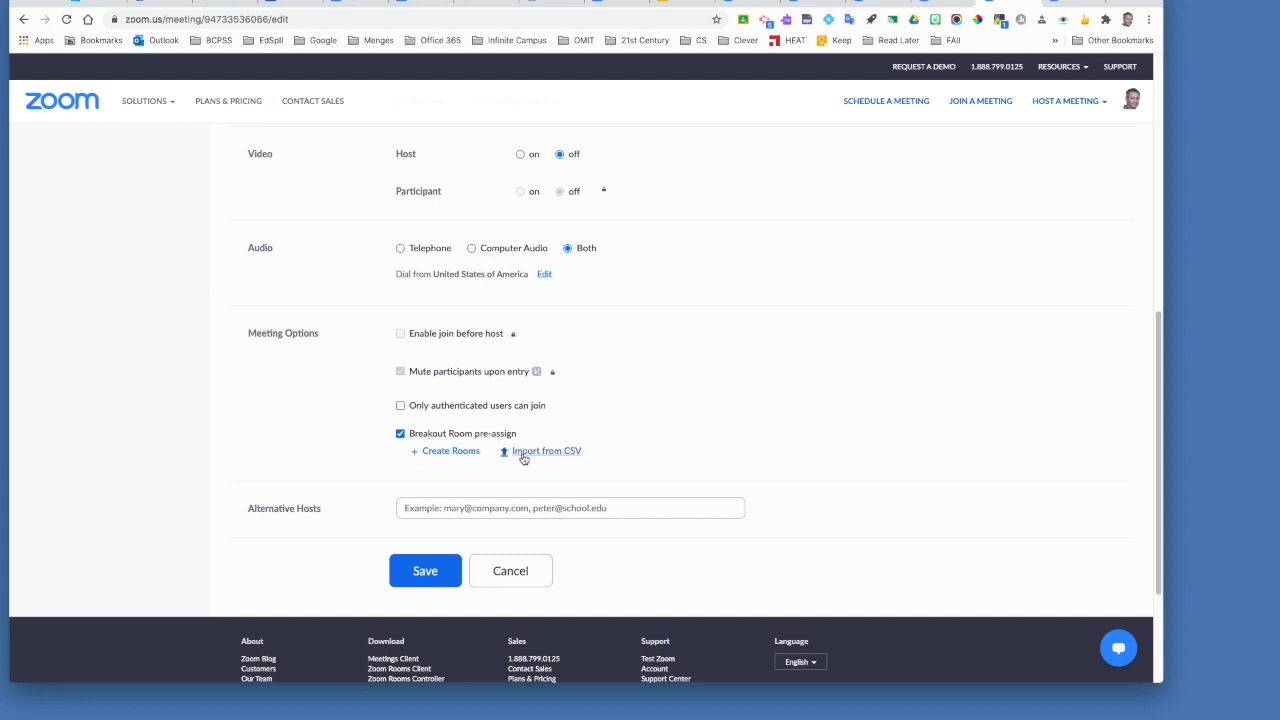 zoom.us/meeting/94733536066/edit
Apps Bookmarks Outlook BCPSS EdSpll Google Menges Office 365 Infinite Campus OMIT 21st Century CS Clever HEAT Keep Read Later FAll » Other Bookmarks
REQUEST A DEMO 1.888.799.0125 RESOURCES SUPPORT
zoom SOLUTIONS PLANS & PRICING CONTACT SALES SCHEDULE A MEETING JOIN A MEETING HOST A MEETING
Video Host on off
Participant on off
Audio Telephone Computer Audio Both
Dial from United States of America Edit
Meeting Options Enable join before host
Mute participants upon entry
Only authenticated users can join
Breakout Room pre-assign
+ Create Rooms Import from CSV
Alternative Hosts Example: mary@company.com, peter@school.edu
Save Cancel
About Download Sales Support Language
Zoom Blog Meetings Client 1.888.799.0125 Test Zoom English
Customers Zoom Rooms Client Contact Sales Account
Our Team Zoom Rooms Controller Plans & Pricing Support Center